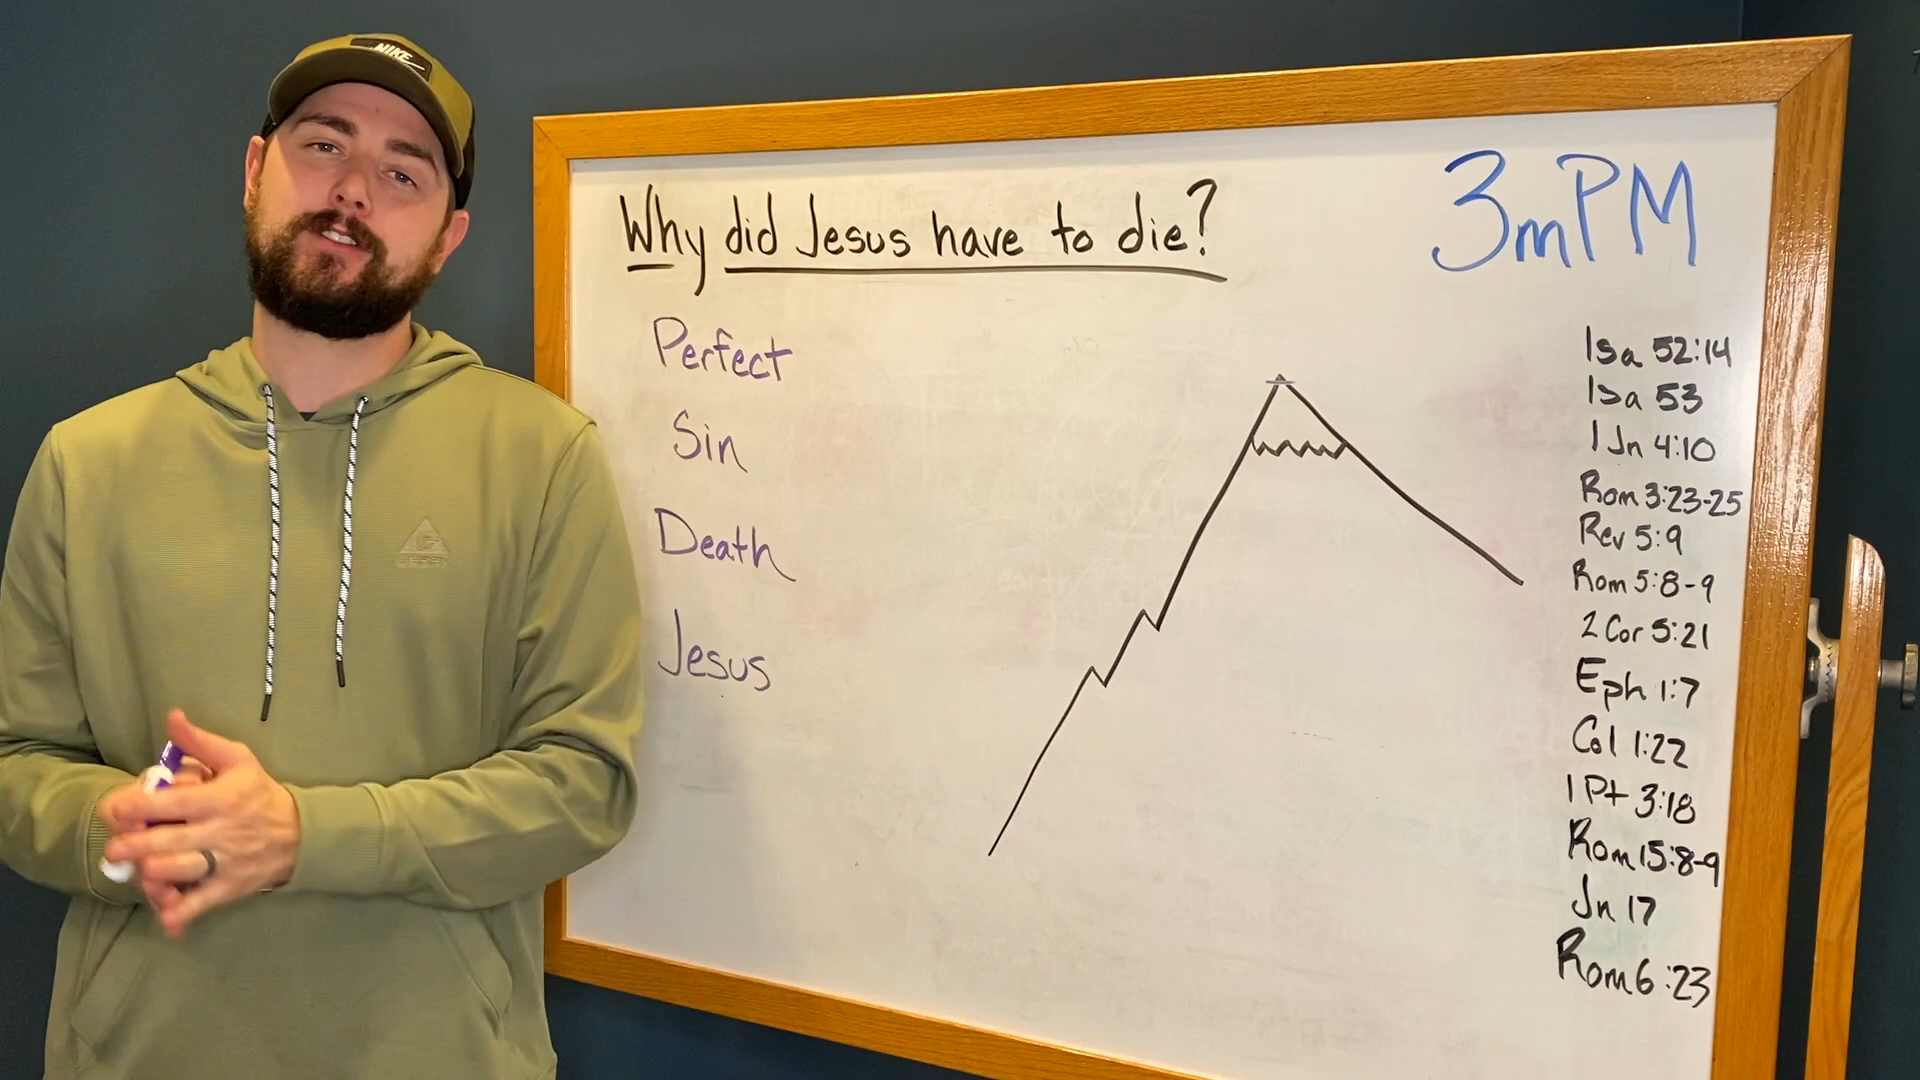 NIKE
Why did Jesus have to die?
3mPM
Perfect
Sin
Death
Jesus
Isa 52:14
Isa 53
1 Jn 4:10
Rom 3:23-25
Rev 5:9
Rom 5:8-9
2 Cor 5:21
Eph 1:7
Col 1:22
1 Pt 3:18
Rom 15:8-9
Jn 17
Rom 6:23